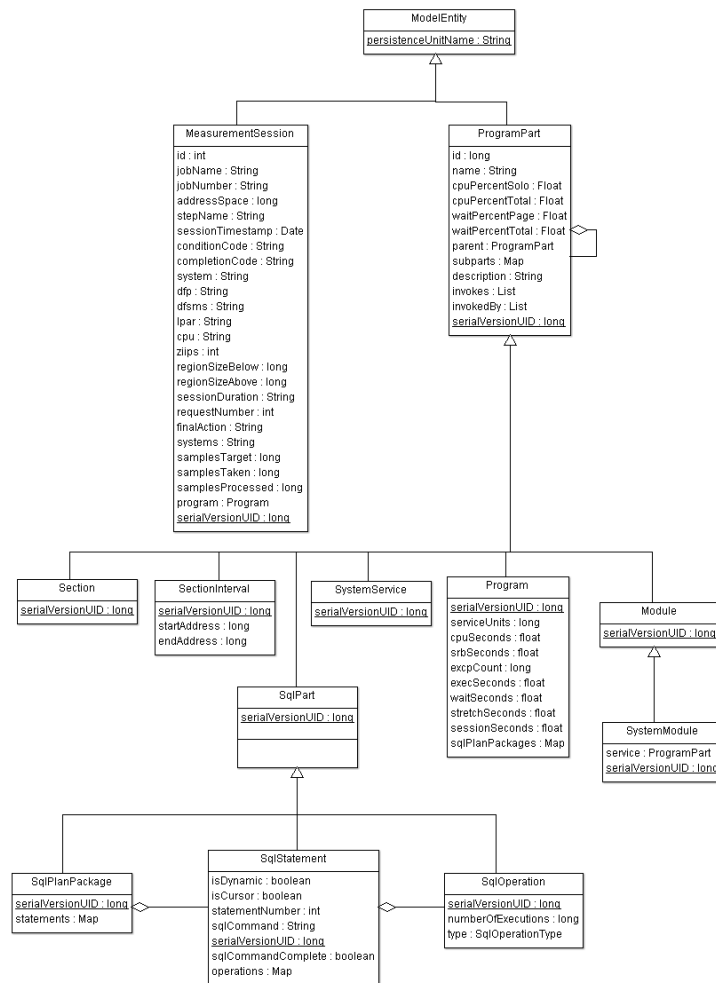 ModelEntity
persistenceUnitName : String
MeasurementSession
id : int
jobName : String
jobNumber : String
addressSpace : long
stepName : String
sessionTimestamp : Date
conditionCode : String
completionCode : String
system : String
dfp : String
dfsms : String
lpar : String
cpu : String
ziips : int
regionSizeBelow : long
regionSizeAbove : long
sessionDuration : String
requestNumber : int
finalAction : String
systems : String
samplesTarget : long
samplesTaken : long
samplesProcessed : long
program : Program
serialVersionUID : long
ProgramPart
id : long
name : String
cpuPercentSolo : Float
cpuPercentTotal : Float
waitPercentPage : Float
waitPercentTotal : Float
parent : ProgramPart
subparts : Map
description : String
invokes : List
invokedBy : List
serialVersionUID : long
Section
serialVersionUID : long
SectionInterval
serialVersionUID : long
startAddress : long
endAddress : long
SystemService
serialVersionUID : long
Program
serialVersionUID : long
serviceUnits : long
cpuSeconds : float
srbSeconds : float
excpCount : long
execSeconds : float
waitSeconds : float
stretchSeconds : float
sessionSeconds : float
sqlPlanPackages : Map
Module
serialVersionUID : long
SqlPart
serialVersionUID : long
SystemModule
service : ProgramPart
serialVersionUID : long
SqlPlanPackage
serialVersionUID : long
statements : Map
SqlStatement
isDynamic : boolean
isCursor : boolean
statementNumber : int
sqlCommand : String
serialVersionUID : long
sqlCommandComplete : boolean
operations : Map
SqlOperation
serialVersionUID : long
numberOfExecutions : long
type : SqlOperationType